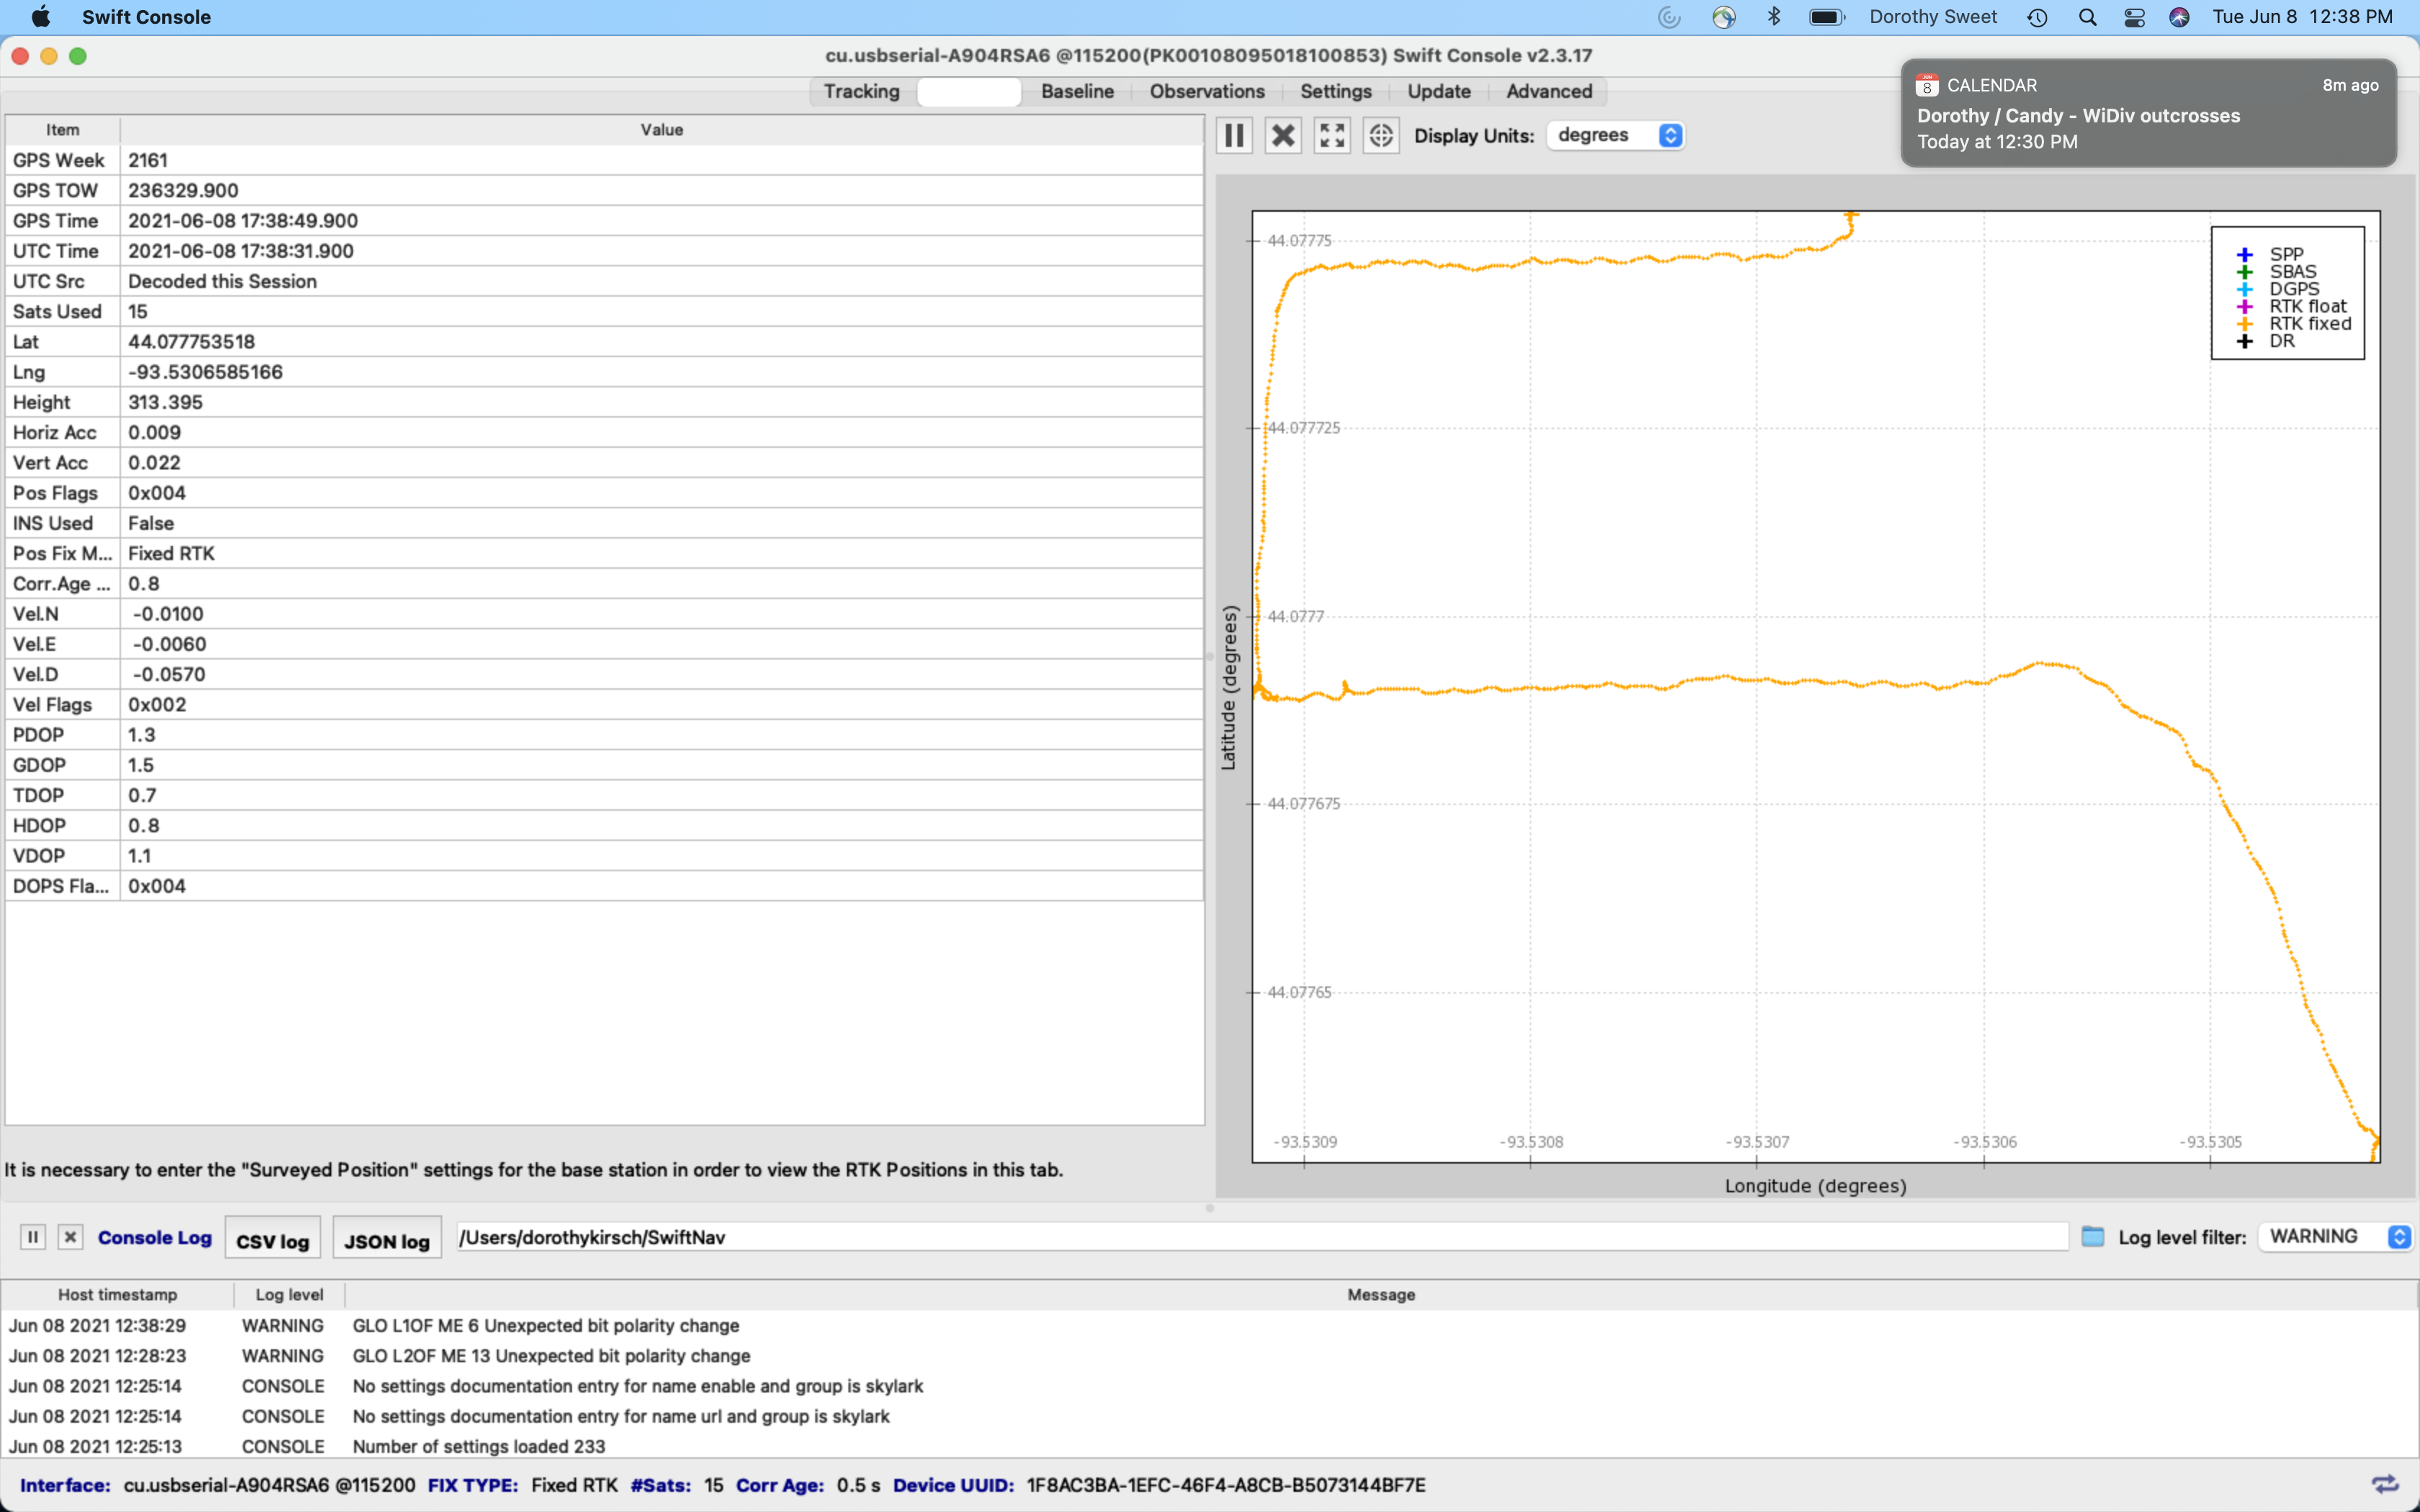 Swift Console
Dorothy Sweet
Tue Jun 8 12:38 PM
cu.usbserial-A904RSA6 @115200(PK00108095018100853) Swift Console v2.3.17
Tracking Baseline Observations Settings Update Advanced
JUN
8
CALENDAR
8m ago
Dorothy / Candy - WiDiv outcrosses
Today at 12:30 PM
Item Value
GPS Week 2161
GPS TOW 236329.900
GPS Time 2021-06-08 17:38:49.900
UTC Time 2021-06-08 17:38:31.900
UTC Src Decoded this Session
Sats Used 15
Lat 44.077753518
Lng -93.5306585166
Height 313.395
Horiz Acc 0.009
Vert Acc 0.022
Pos Flags 0x004
INS Used False
Pos Fix M... Fixed RTK
Corr.Age ... 0.8
Vel.N -0.0100
Vel.E -0.0060
Vel.D -0.0570
Vel Flags 0x002
PDOP 1.3
GDOP 1.5
TDOP 0.7
HDOP 0.8
VDOP 1.1
DOPS Fla... 0x004
It is necessary to enter the "Surveyed Position" settings for the base station in order to view the RTK Positions in this tab.
Display Units: degrees
44.07775
44.077725
44.0777
44.077675
44.07765
Latitude (degrees)
SPP
SBAS
DGPS
RTK float
RTK fixed
DR
-93.5309 -93.5308 -93.5307 -93.5306 -93.5305
Longitude (degrees)
Console Log CSV log JSON log /Users/dorothykirsch/SwiftNav Log level filter: WARNING
Host timestamp Log level Message
Jun 08 2021 12:38:29 WARNING GLO L1OF ME 6 Unexpected bit polarity change
Jun 08 2021 12:28:23 WARNING GLO L2OF ME 13 Unexpected bit polarity change
Jun 08 2021 12:25:14 CONSOLE No settings documentation entry for name enable and group is skylark
Jun 08 2021 12:25:14 CONSOLE No settings documentation entry for name url and group is skylark
Jun 08 2021 12:25:13 CONSOLE Number of settings loaded 233
Interface: cu.usbserial-A904RSA6 @115200 FIX TYPE: Fixed RTK #Sats: 15 Corr Age: 0.5 s Device UUID: 1F8AC3BA-1EFC-46F4-A8CB-B5073144BF7E